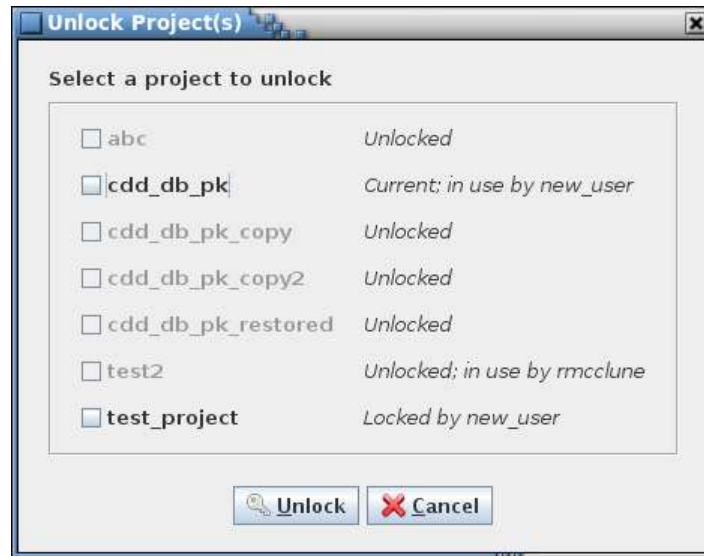 Unlock Project(s)
Select a project to unlock
abc Unlocked
cdd_db_pk Current; in use by new_user
cdd_db_pk_copy Unlocked
cdd_db_pk_copy2 Unlocked
cdd_db_pk_restored Unlocked
test2 Unlocked; in use by rmcclune
test_project Locked by new_user
Unlock Cancel